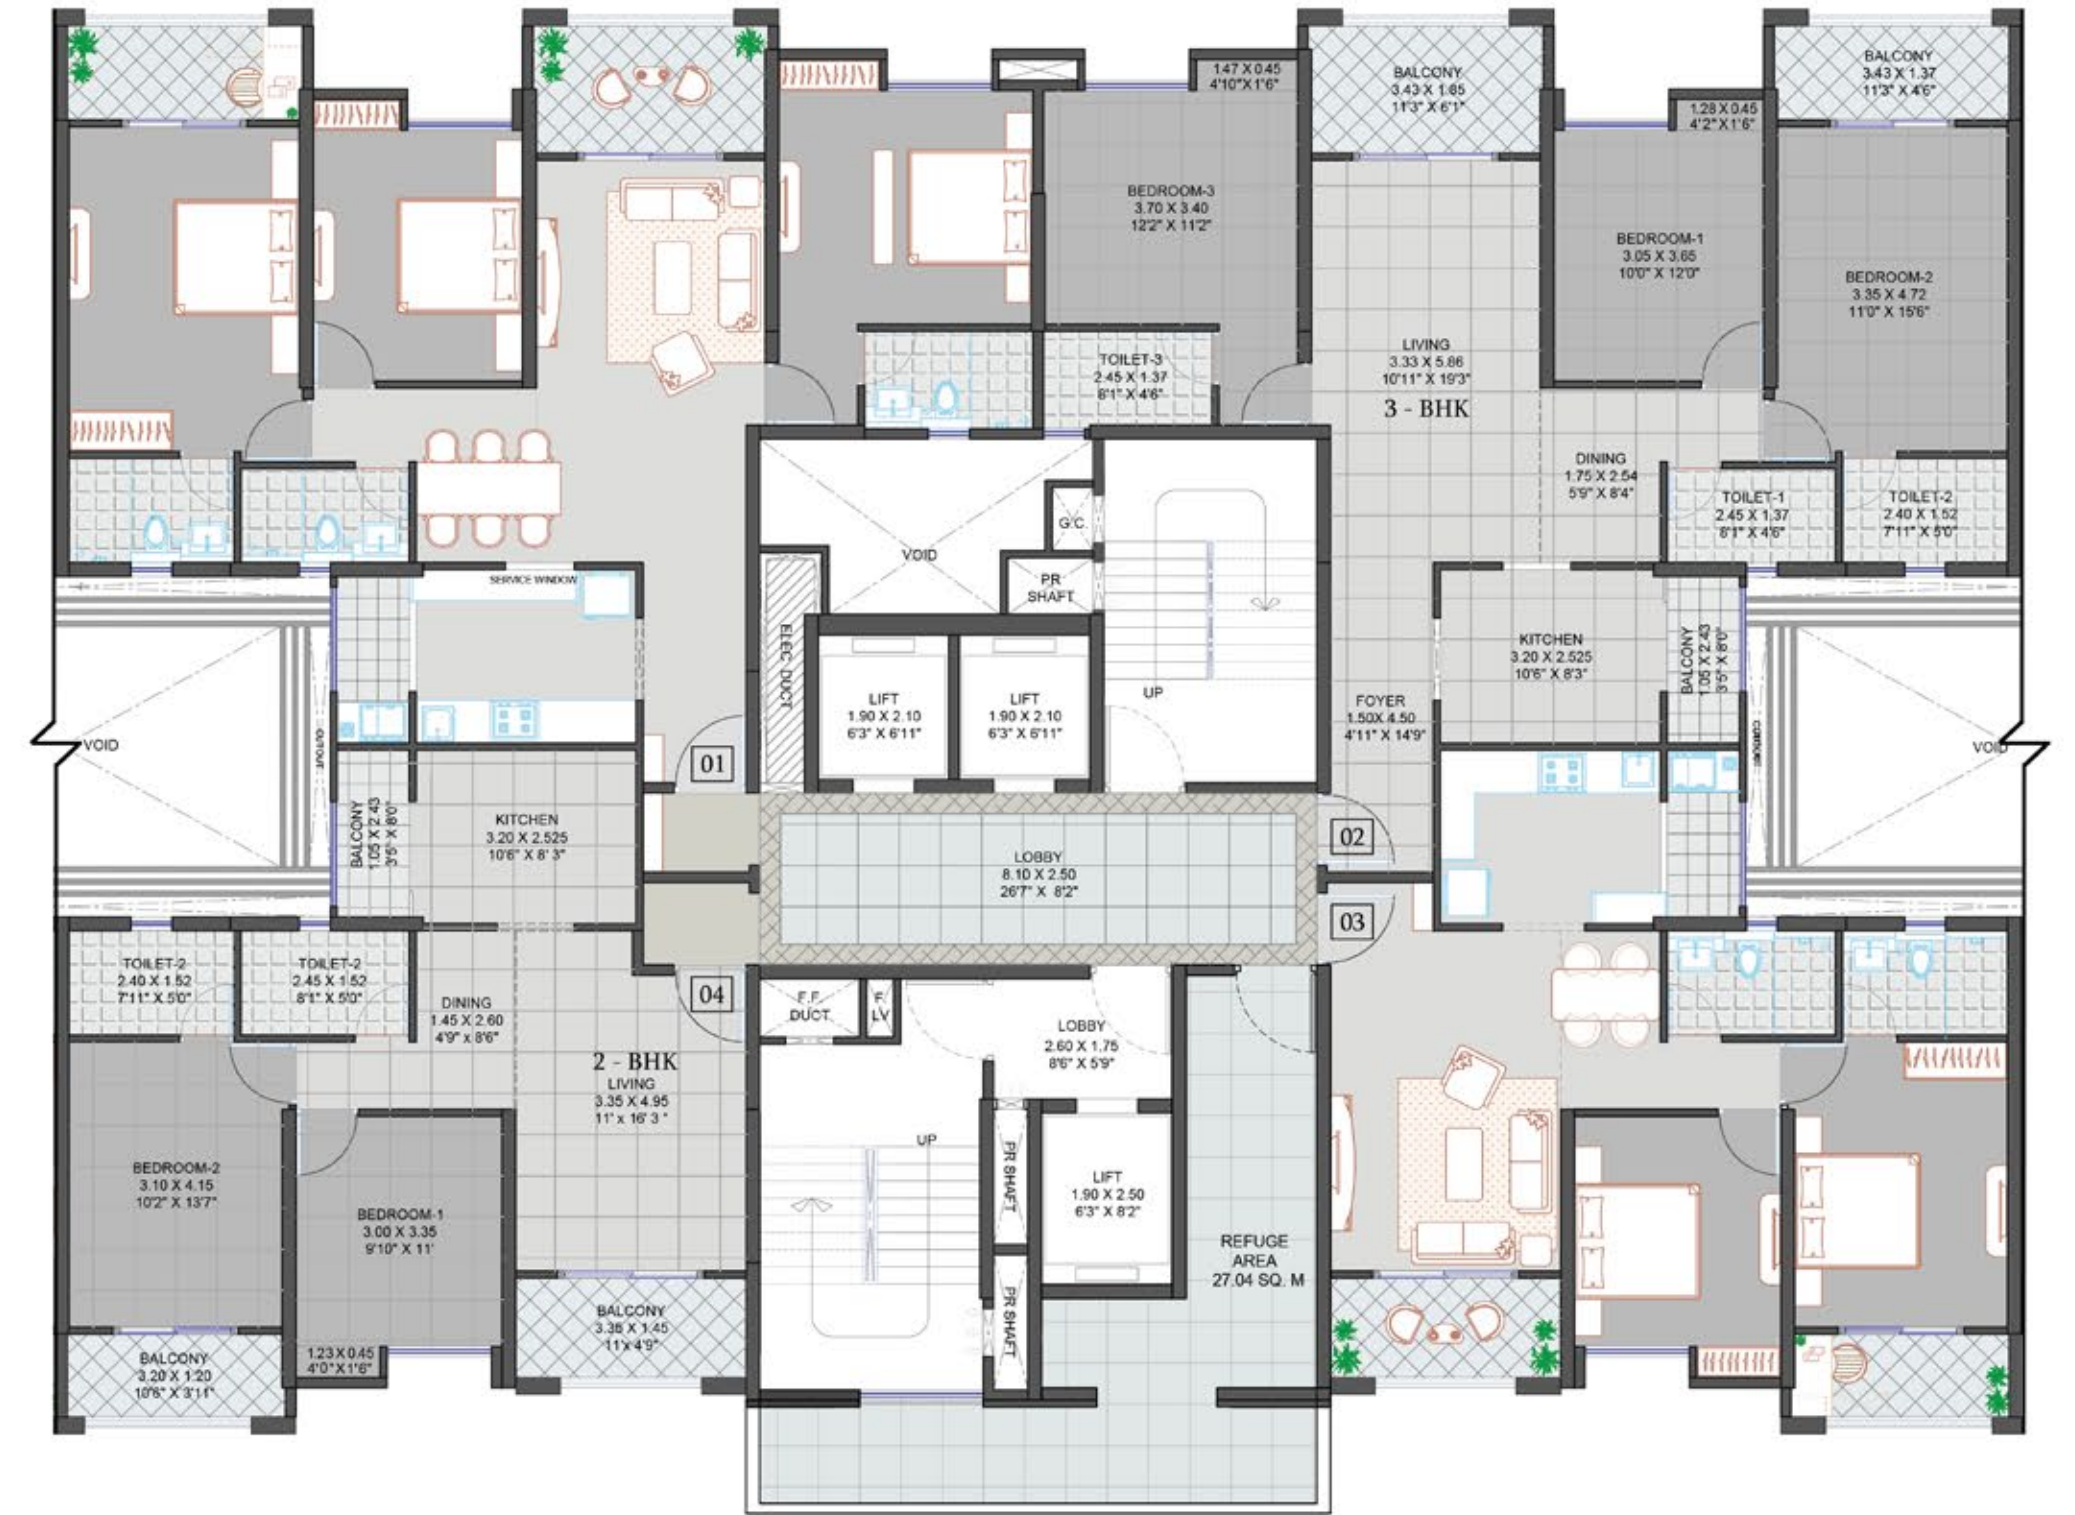 1.47 X 0.45
4'10"X1'6"
BALCONY
3.43 X 1.85
11'3" X 6'1"
BALCONY
3.43 X 1.37
11'3" X 4'6"
1.28 X 0.45
4'2"X1'6"
BEDROOM-3
3.70 X 3.40
12'2" X 11'2"
BEDROOM-1
3.05 X 3.65
10'0" X 12'0"
BEDROOM-2
3.35 X 4.72
11'0" X 15'6"
TOILET-3
2.45 X 1.37
8'1" X 4'6"
LIVING
3.33 X 5.86
10'11" X 19'3"
3 - BHK
DINING
1.75 X 2.54
5'9" X 8'4"
TOILET-1
2.45 X 1.37
8'1" X 4'6"
TOILET-2
2.40 X 1.52
7'11" X 5'0"
G.C.
VOID
PR
SHAFT
SERVICE WINDOW
ELEC. DUCT
LIFT
1.90 X 2.10
6'3" X 6'11"
LIFT
1.90 X 2.10
6'3" X 6'11"
UP
FOYER
1.50X 4.50
4'11" X 14'9"
KITCHEN
3.20 X 2.525
10'6" X 8'3"
BALCONY
1.05 X 2.43
3'5" X 8'0"
VOID
CUTOUT
VOID
01
02
03
04
BALCONY
1.05 X 2.43
3'5" X 8'0"
KITCHEN
3.20 X 2.525
10'6" X 8' 3"
LOBBY
8.10 X 2.50
26'7" X 8'2"
TOILET-2
2.40 X 1.52
7'11" X 5'0"
TOILET-2
2.45 X 1.52
8'1" X 5'0"
DINING
1.45 X 2.60
4'9" x 8'6"
2 - BHK
LIVING
3.35 X 4.95
11' x 16' 3 "
F.F.
DUCT
F.
LV
LOBBY
2.60 X 1.75
8'6" X 5'9"
UP
PR SHAFT
LIFT
1.90 X 2.50
6'3" X 8'2"
REFUGE
AREA
27.04 SQ. M
PR SHAFT
BEDROOM-2
3.10 X 4.15
10'2" X 13'7"
BEDROOM-1
3.00 X 3.35
9'10" X 11'
BALCONY
3.20 X 1.20
10'6" X 3'11"
1.23 X 0.45
4'0"X1'6"
BALCONY
3.35 X 1.45
11'x 4'9"